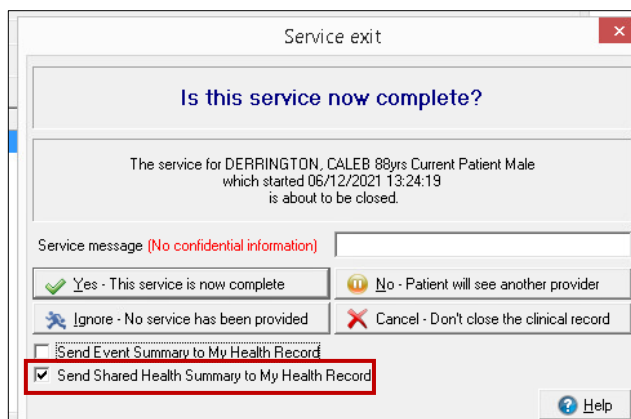 Service exit
Is this service now complete?
The service for DERRINGTON, CALEB 88yrs Current Patient Male
which started 06/12/2021 13:24:19
is about to be closed.
Service message (No confidential information)
Yes - This service is now complete
No - Patient will see another provider
Ignore - No service has been provided
Cancel - Don't close the clinical record
Send Event Summary to My Health Record
Send Shared Health Summary to My Health Record
Help